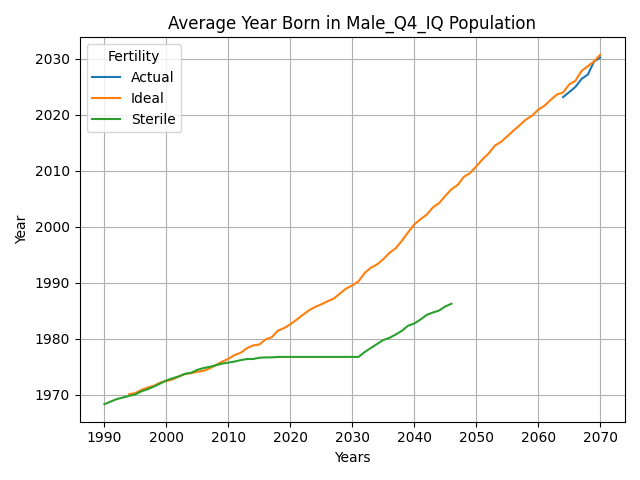 Average Year Born in Male_Q4_IQ Population
Fertility
Actual
Ideal
Sterile
2030
2020
2010
2000
1990
1980
1970
Year
1990 2000 2010 2020 2030 2040 2050 2060 2070
Years